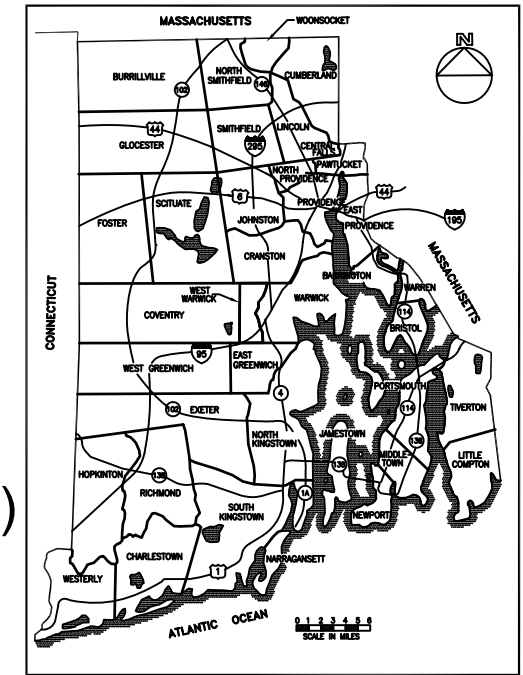 MASSACHUSETTS
WOONSOCKET
BURRILLVILLE
NORTH
SMITHFIELD
CUMBERLAND
102
146
44
GLOCESTER
SMITHFIELD
LINCOLN
295
CENTRAL
FALLS
PAWTUCKET
NORTH
PROVIDENCE
N
6
44
SCITUATE
FOSTER
JOHNSTON
PROVIDENCE
EAST
PROVIDENCE
195
CRANSTON
BARRINGTON
WARREN
MASSACHUSETTS
CONNECTICUT
WEST
WARWICK
WARWICK
COVENTRY
114
BRISTOL
95
WEST GREENWICH
EAST
GREENWICH
PORTSMOUTH
4
102
EXETER
114
TIVERTON
NORTH
KINGSTOWN
JAMESTOWN
138
MIDDLE-
TOWN
LITTLE
COMPTON
HOPKINTON
138
RICHMOND
138
1A
)
SOUTH
KINGSTOWN
NEWPORT
CHARLESTOWN
NARRAGANSETT
WESTERLY
1
ATLANTIC OCEAN
0 1 2 3 4 5 6
SCALE IN MILES